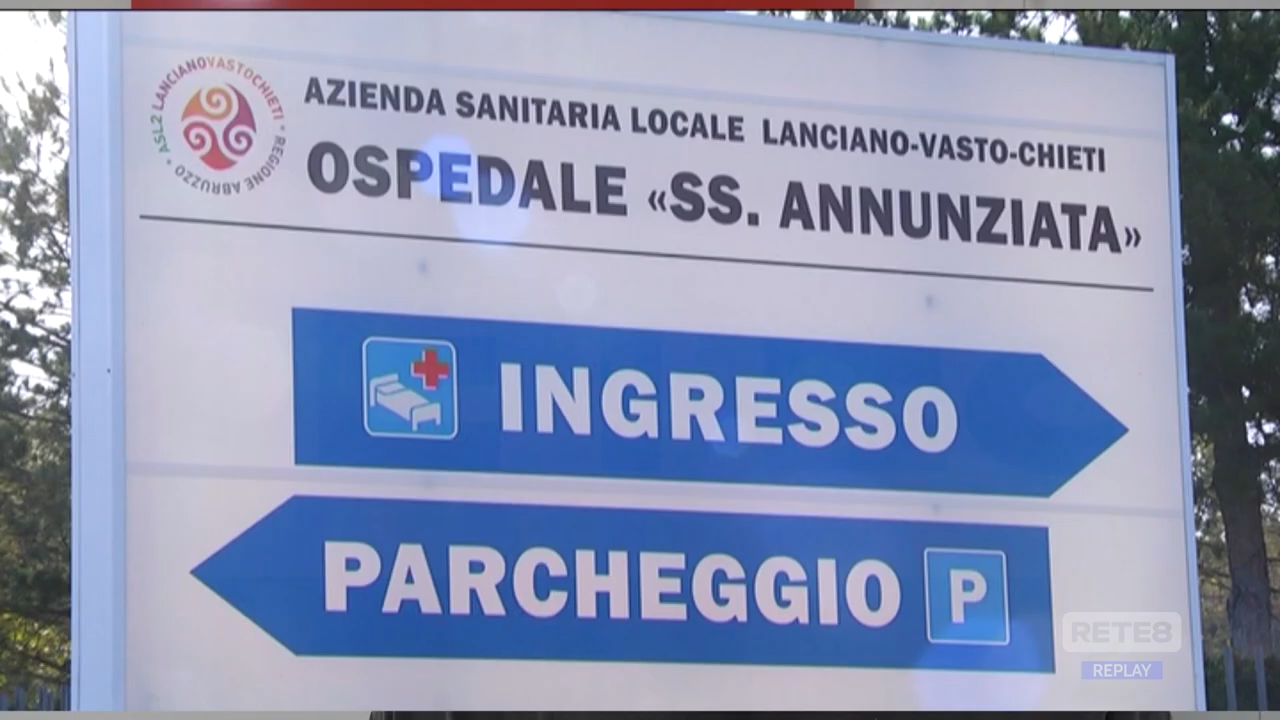 ASL2 LANCIANOVASTOCHIETI * REGIONE ABRUZZO *
AZIENDA SANITARIA LOCALE LANCIANO-VASTO-CHIETI
OSPEDALE «SS. ANNUNZIATA»
INGRESSO
PARCHEGGIO P
RETE8
REPLAY